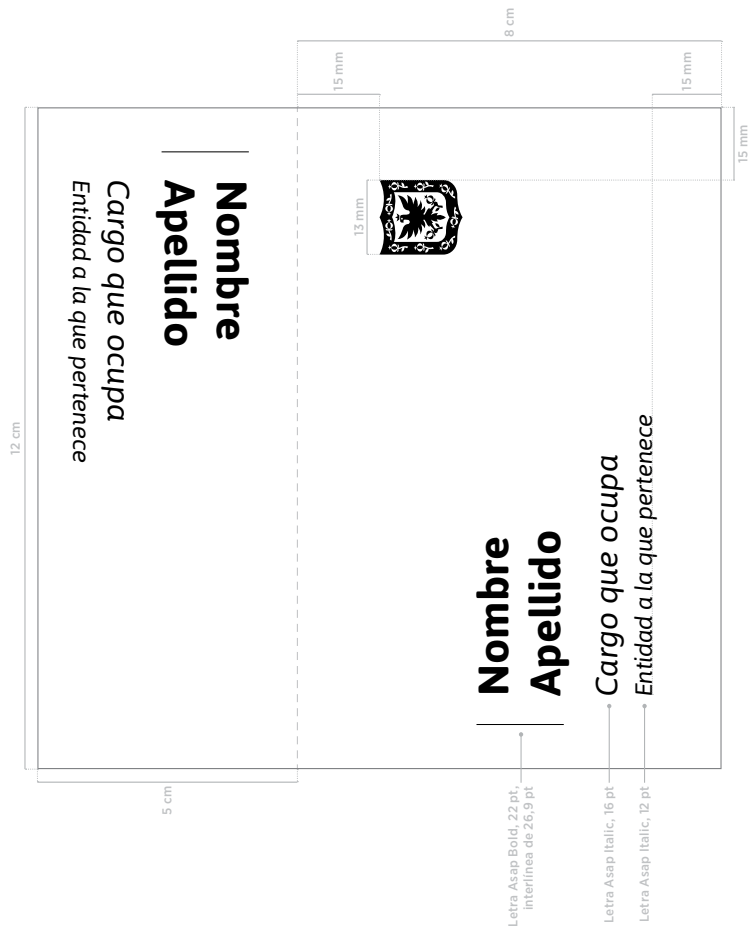 8 cm
15 mm
15 mm
15 mm
13 mm
12 cm
5 cm
Nombre
Apellido
Cargo que ocupa
Entidad a la que pertenece
Nombre
Apellido
Cargo que ocupa
Entidad a la que pertenece
Letra Asap Bold, 22 pt,
interlínea de 26,9 pt
Letra Asap Italic, 16 pt
Letra Asap Italic, 12 pt